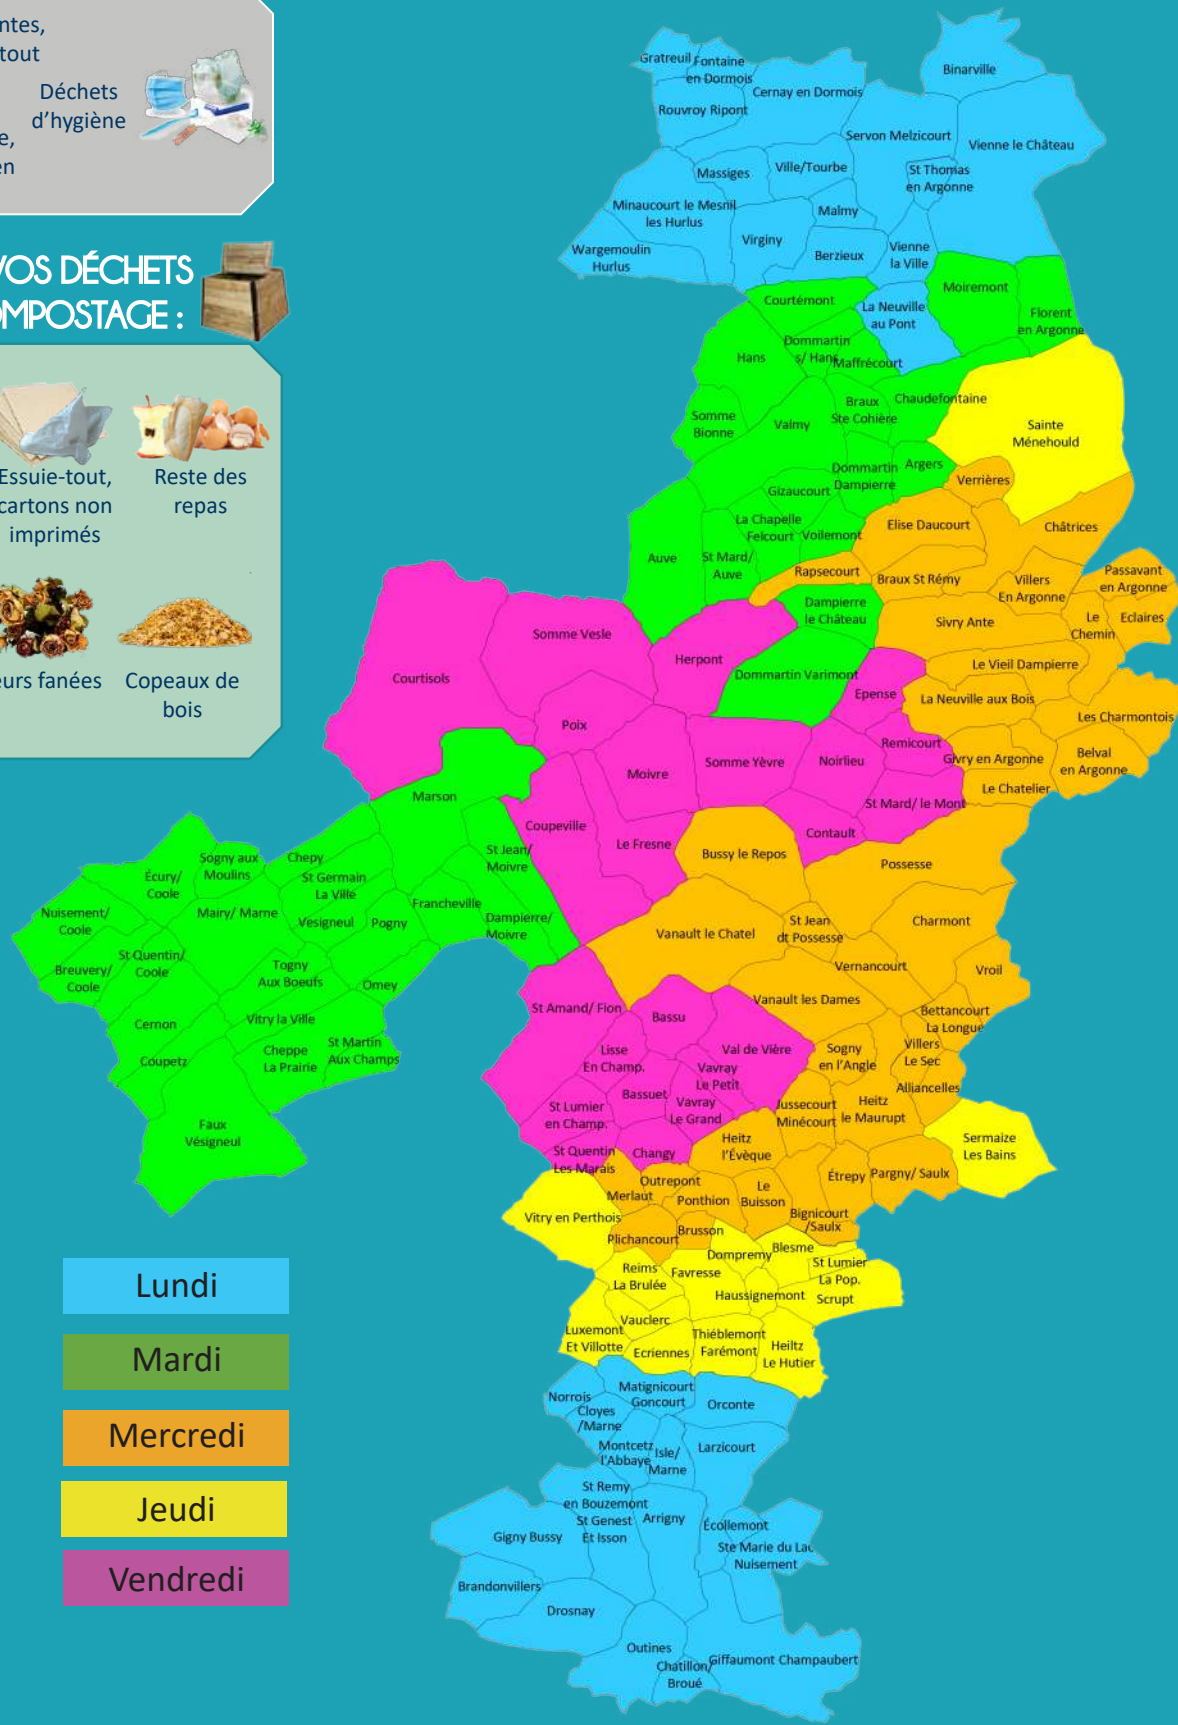 ntes,
tout
Déchets
d'hygiène
e,
en
VOS DÉCHETS
OMPOSTAGE :
Essuie-tout,
cartons non
imprimés
Reste des
repas
eurs fanées
Copeaux de
bois
Gratreuil
Fontaine
en Dormois
Cernay en Dormois
Binarville
Rouvroy Ripont
Servon Melzicourt
Vienne le Château
Massiges
Ville/Tourbe
St Thomas
en Argonne
Minaucourt le Mesnil
les Hurlus
Malmy
Virginy
Wargemoulin
Hurlus
Berzieux
Vienne
la Ville
Courtémont
La Neuville
au Pont
Moiremont
Florent
en Argonne
Hans
Dommartin
s/ Hans
Maffrécourt
Somme
Bionne
Valmy
Braux
Ste Cohière
Chaudefontaine
Sainte
Ménehould
Dommartin
Dampierre
Argers
Verrières
Gizaucourt
La Chapelle
Felcourt
Voilemont
Elise Daucourt
Châtrices
Auve
St Mard/
Auve
Rapsecourt
Braux St Rémy
Villers
En Argonne
Passavant
en Argonne
Dampierre
le Château
Sivry Ante
Le
Chemin
Eclaires
Courtisols
Somme Vesle
Herpont
Dommartin Varimont
Le Vieil Dampierre
Epense
La Neuville aux Bois
Les Charmontois
Poix
Moivre
Somme Yèvre
Noirlieu
Remicourt
Givry en Argonne
Belval
en Argonne
Le Chatelier
St Mard/ le Mont
Marson
Coupeville
Le Fresne
Contault
Bussy le Repos
Possesse
St Jean/
Moivre
Sogny aux
Moulins
Chepy
Écury/
Coole
St Germain
La Ville
Francheville
Dampierre/
Moivre
Nuisement/
Coole
Mairy/ Marne
Vesigneul
Pogny
Vanault le Chatel
St Jean
dt Possesse
Charmont
St Quentin/
Coole
Breuvery/
Coole
Togny
Aux Boeufs
Omey
Vernancourt
Vroil
Vanault les Dames
Cernon
Vitry la Ville
St Amand/ Fion
Bassu
Bettancourt
La Longue
Coupetz
Cheppe
La Prairie
St Martin
Aux Champs
Lisse
En Champ.
Val de Vière
Sogny
en l'Angle
Villers
Le Sec
Vavray
Le Petit
Alliancelles
Bassuet
Vavray
Le Grand
Jussecourt
Minécourt
Heitz
le Maurupt
Faux
Vésigneul
St Lumier
en Champ.
Heitz
l'Évèque
Sermaize
Les Bains
St Quentin
Les Marais
Changy
Outrepont
Merlaut
Ponthion
Le
Buisson
Étrepy
Pargny/ Saulx
Bignicourt
/Saulx
Vitry en Perthois
Plichancourt
Brusson
Dompremy
Blesme
St Lumier
La Pop.
Reims
La Brulée
Favresse
Haussignemont
Scrupt
Vauclerc
Luxemont
Et Villotte
Ecriennes
Thiéblemont
Farémont
Heiltz
Le Hutier
Lundi
Mardi
Mercredi
Jeudi
Vendredi
Norrois
Matignicourt
Goncourt
Orconte
Cloyes
/Marne
Montcetz
l'Abbaye
Isle/
Marne
Larzicourt
St Remy
en Bouzemont
St Genest
Et Isson
Arrigny
Écollemont
Gigny Bussy
Ste Marie du Lac
Nuisement
Brandonvillers
Drosnay
Outines
Chatillon/
Broué
Giffaumont Champaubert